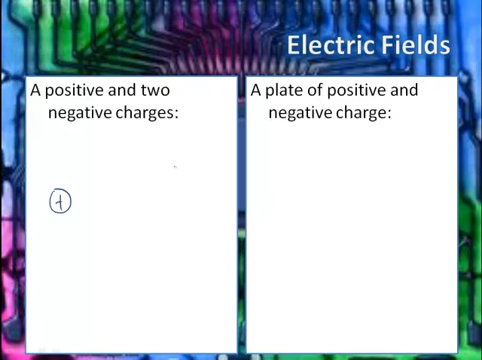 Electric Fields
A positive and two
negative charges:
A plate of positive and
negative charge:
+